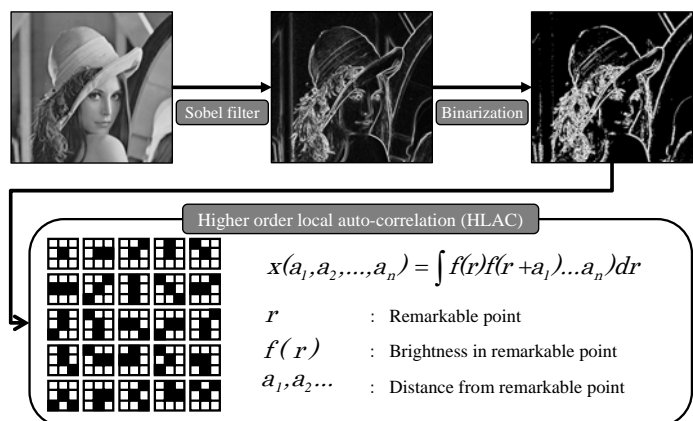 Sobel filter
Binarization
Higher order local auto-correlation (HLAC)
x(a₁,a₂,...,aₙ) = ∫ f(r)f(r+a₁)...aₙ)dr
r : Remarkable point
f(r) : Brightness in remarkable point
a₁,a₂... : Distance from remarkable point